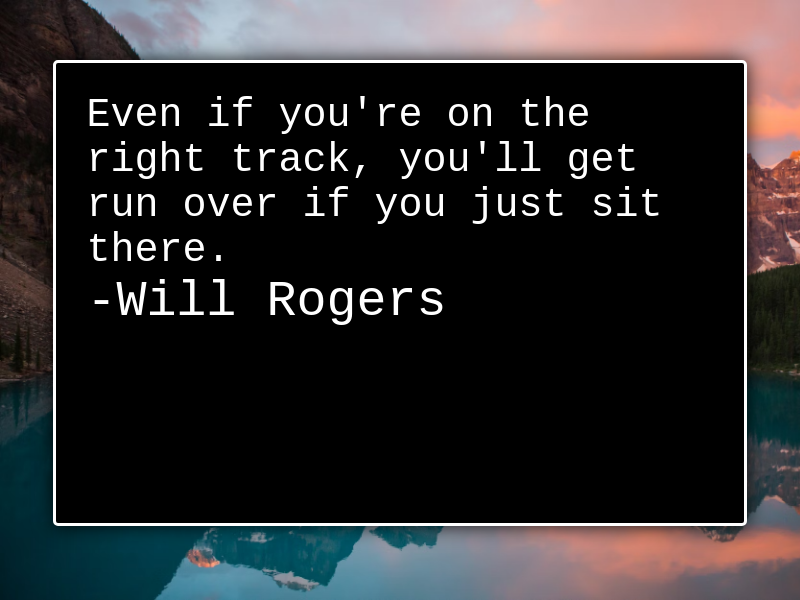 Even if you're on the
right track, you'll get
run over if you just sit
there.
-Will Rogers